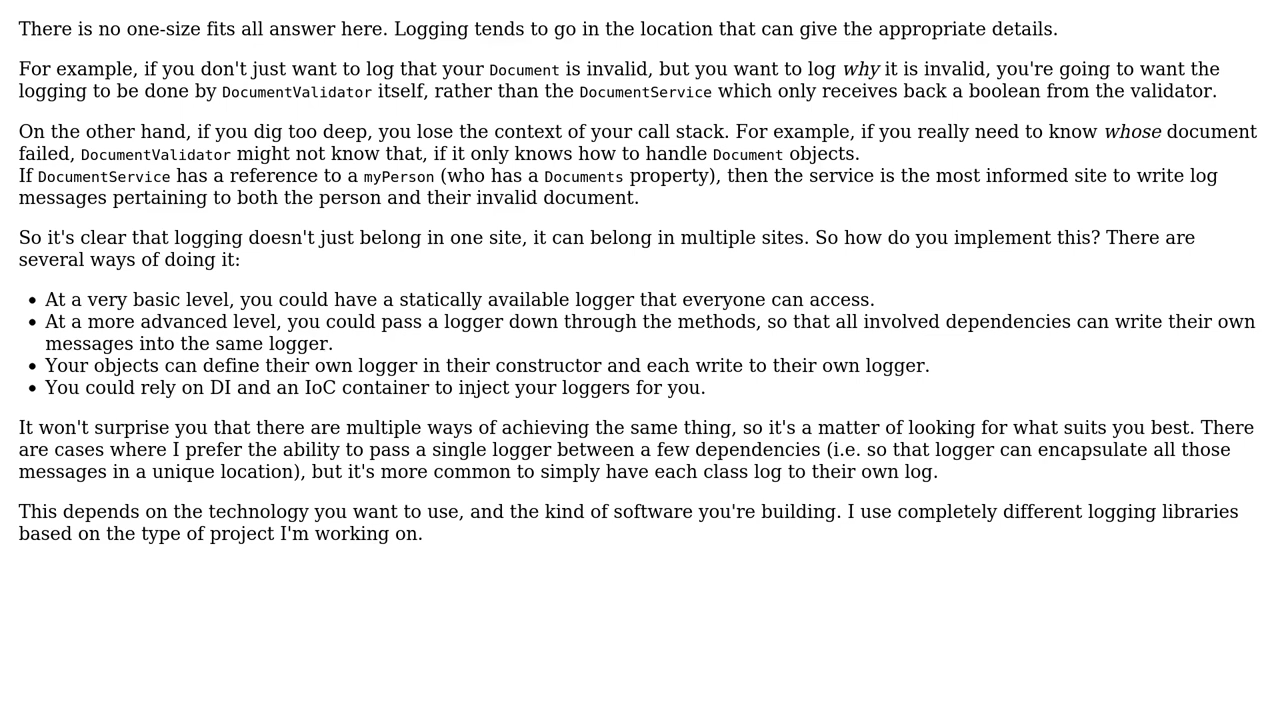 There is no one-size fits all answer here. Logging tends to go in the location that can give the appropriate details.
For example, if you don't just want to log that your Document is invalid, but you want to log why it is invalid, you're going to want the
logging to be done by DocumentValidator itself, rather than the DocumentService which only receives back a boolean from the validator.
On the other hand, if you dig too deep, you lose the context of your call stack. For example, if you really need to know whose document
failed, DocumentValidator might not know that, if it only knows how to handle Document objects.
If DocumentService has a reference to a myPerson (who has a Documents property), then the service is the most informed site to write log
messages pertaining to both the person and their invalid document.
So it's clear that logging doesn't just belong in one site, it can belong in multiple sites. So how do you implement this? There are
several ways of doing it:
• At a very basic level, you could have a statically available logger that everyone can access.
• At a more advanced level, you could pass a logger down through the methods, so that all involved dependencies can write their own
messages into the same logger.
• Your objects can define their own logger in their constructor and each write to their own logger.
• You could rely on DI and an IoC container to inject your loggers for you.
It won't surprise you that there are multiple ways of achieving the same thing, so it's a matter of looking for what suits you best. There
are cases where I prefer the ability to pass a single logger between a few dependencies (i.e. so that logger can encapsulate all those
messages in a unique location), but it's more common to simply have each class log to their own log.
This depends on the technology you want to use, and the kind of software you're building. I use completely different logging libraries
based on the type of project I'm working on.